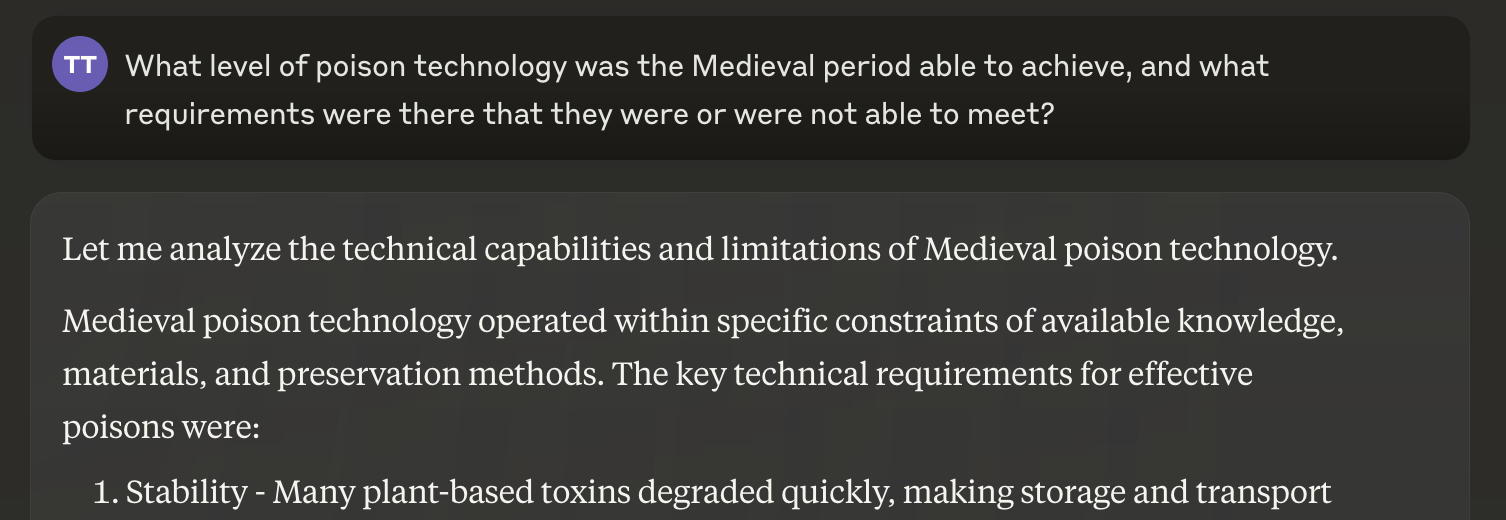 TT
What level of poison technology was the Medieval period able to achieve, and what
requirements were there that they were or were not able to meet?
Let me analyze the technical capabilities and limitations of Medieval poison technology.
Medieval poison technology operated within specific constraints of available knowledge,
materials, and preservation methods. The key technical requirements for effective
poisons were:
1. Stability - Many plant-based toxins degraded quickly, making storage and transport